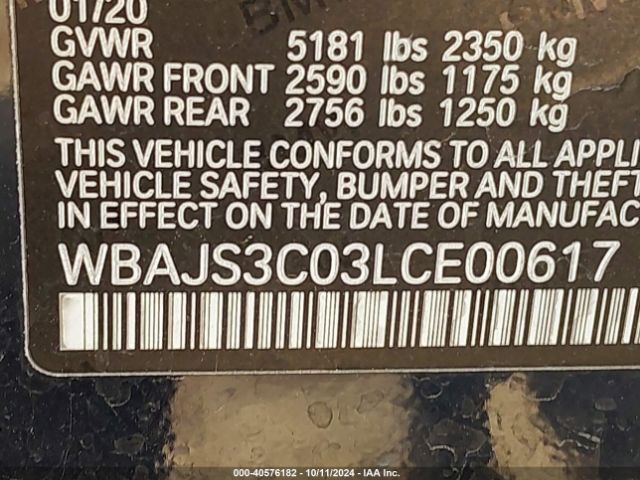 01/20
GVWR 5181 lbs 2350 kg
GAWR FRONT 2590 lbs 1175 kg
GAWR REAR 2756 lbs 1250 kg
THIS VEHICLE CONFORMS TO ALL APPLI
VEHICLE SAFETY, BUMPER AND THEFT
IN EFFECT ON THE DATE OF MANUFAC
WBAJS3C03LCE00617
000-40576182 - 10/11/2024 - IAA Inc.